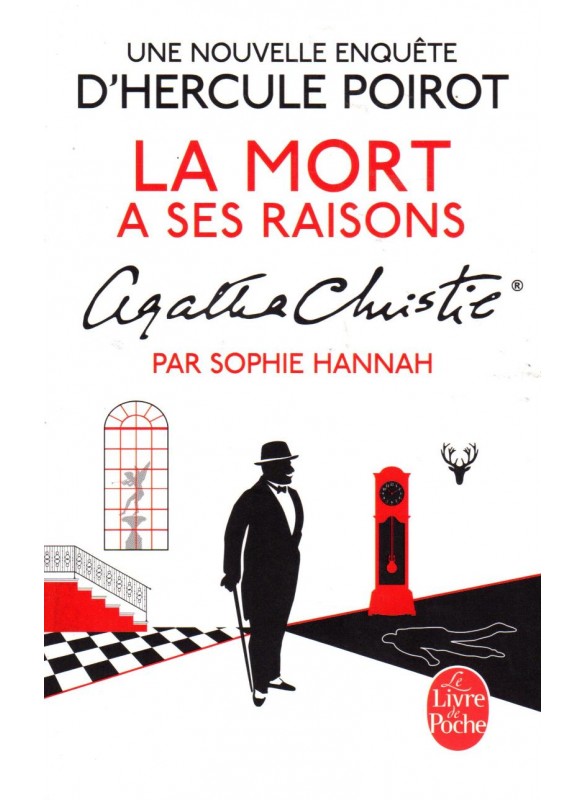 UNE NOUVELLE ENQUÊTE
D'HERCULE POIROT
LA MORT
A SES RAISONS
Agatha Christie®
PAR SOPHIE HANNAH
Le
Livre
de
Poche